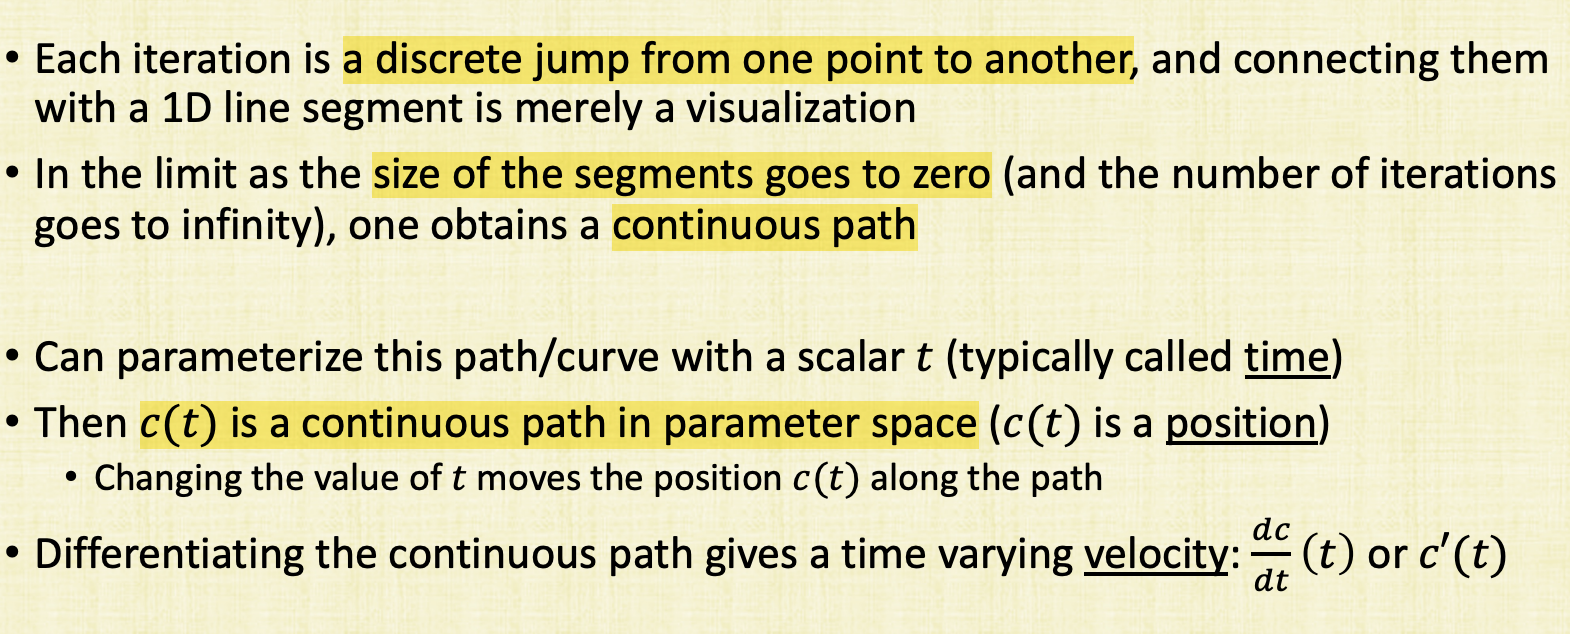 • Each iteration is a discrete jump from one point to another, and connecting them
with a 1D line segment is merely a visualization
• In the limit as the size of the segments goes to zero (and the number of iterations
goes to infinity), one obtains a continuous path
• Can parameterize this path/curve with a scalar t (typically called time)
• Then c(t) is a continuous path in parameter space (c(t) is a position)
• Changing the value of t moves the position c(t) along the path
• Differentiating the continuous path gives a time varying velocity: dc/dt (t) or c′(t)